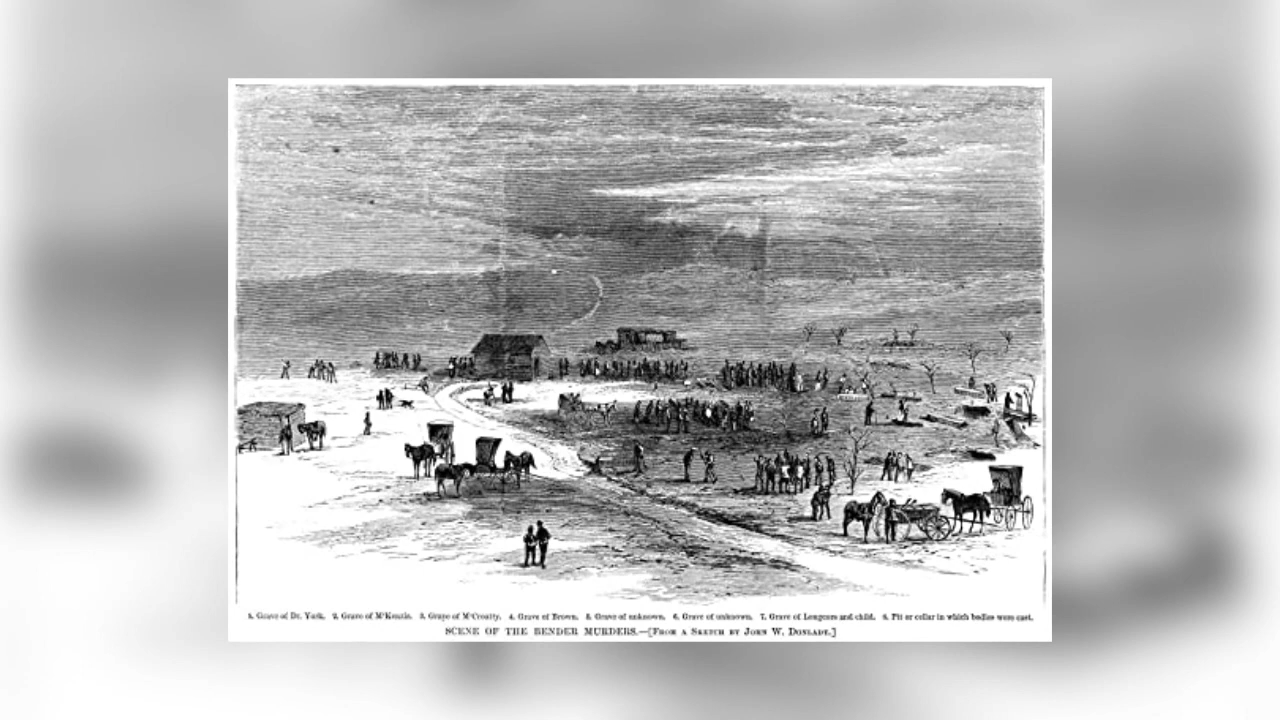 1. Grave of Dr. York. 2. Grave of M'Kenzie. 3. Grave of M'Crotty. 4. Grave of Brown. 5. Grave of unknown. 6. Grave of unknown. 7. Grave of Longcors and child. 8. Pit or cellar in which bodies were cast.
SCENE OF THE BENDER MURDERS.—[From a Sketch by John W. Donlady.]